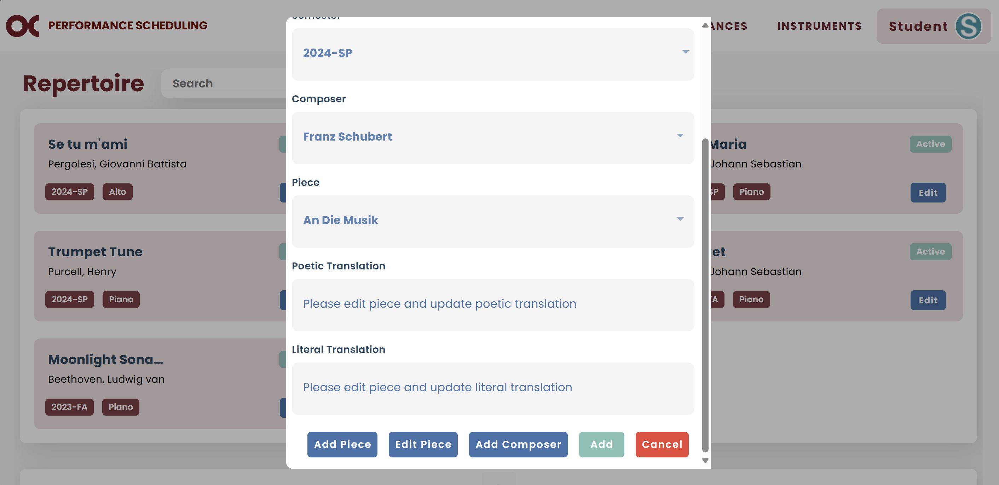 OC PERFORMANCE SCHEDULING
INSTRUMENTS
Student S
Repertoire
Search
Se tu m'ami
Pergolesi, Giovanni Battista
2024-SP Alto
Trumpet Tune
Purcell, Henry
2024-SP Piano
Moonlight Sona...
Beethoven, Ludwig van
2023-FA Piano
Semester
2024-SP
Composer
Franz Schubert
Piece
An Die Musik
Poetic Translation
Please edit piece and update poetic translation
Literal Translation
Please edit piece and update literal translation
Add Piece Edit Piece Add Composer Add Cancel
Maria
Active
Johann Sebastian
SP Piano
Edit
Active
Johann Sebastian
FA Piano
Edit